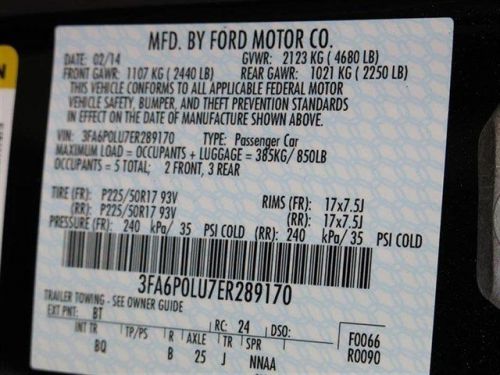 MFD. BY FORD MOTOR CO.
DATE: 02/14 GVWR: 2123 KG ( 4680 LB)
FRONT GAWR: 1107 KG ( 2440 LB) REAR GAWR: 1021 KG ( 2250 LB)
THIS VEHICLE CONFORMS TO ALL APPLICABLE FEDERAL MOTOR
VEHICLE SAFETY, BUMPER, AND THEFT PREVENTION STANDARDS
IN EFFECT ON THE DATE OF MANUFACTURE SHOWN ABOVE.
VIN: 3FA6P0LU7ER289170 TYPE: Passenger Car
MAXIMUM LOAD = OCCUPANTS + LUGGAGE = 385KG/ 850LB
OCCUPANTS = 5 TOTAL; 2 FRONT, 3 REAR
TIRE (FR): P225/50R17 93V RIMS (FR): 17x7.5J
(RR): P225/50R17 93V (RR): 17x7.5J
PRESSURE (FR): 240 kPa/ 35 PSI COLD (RR): 240 kPa/ 35 PSI COLD
3FA6P0LU7ER289170
TRAILER TOWING - SEE OWNER GUIDE
EXT PNT: BT RC: 24 DSO: F0066
INT TR TP/PS R AXLE TR SPR R0090
BQ B 25 J NNAA